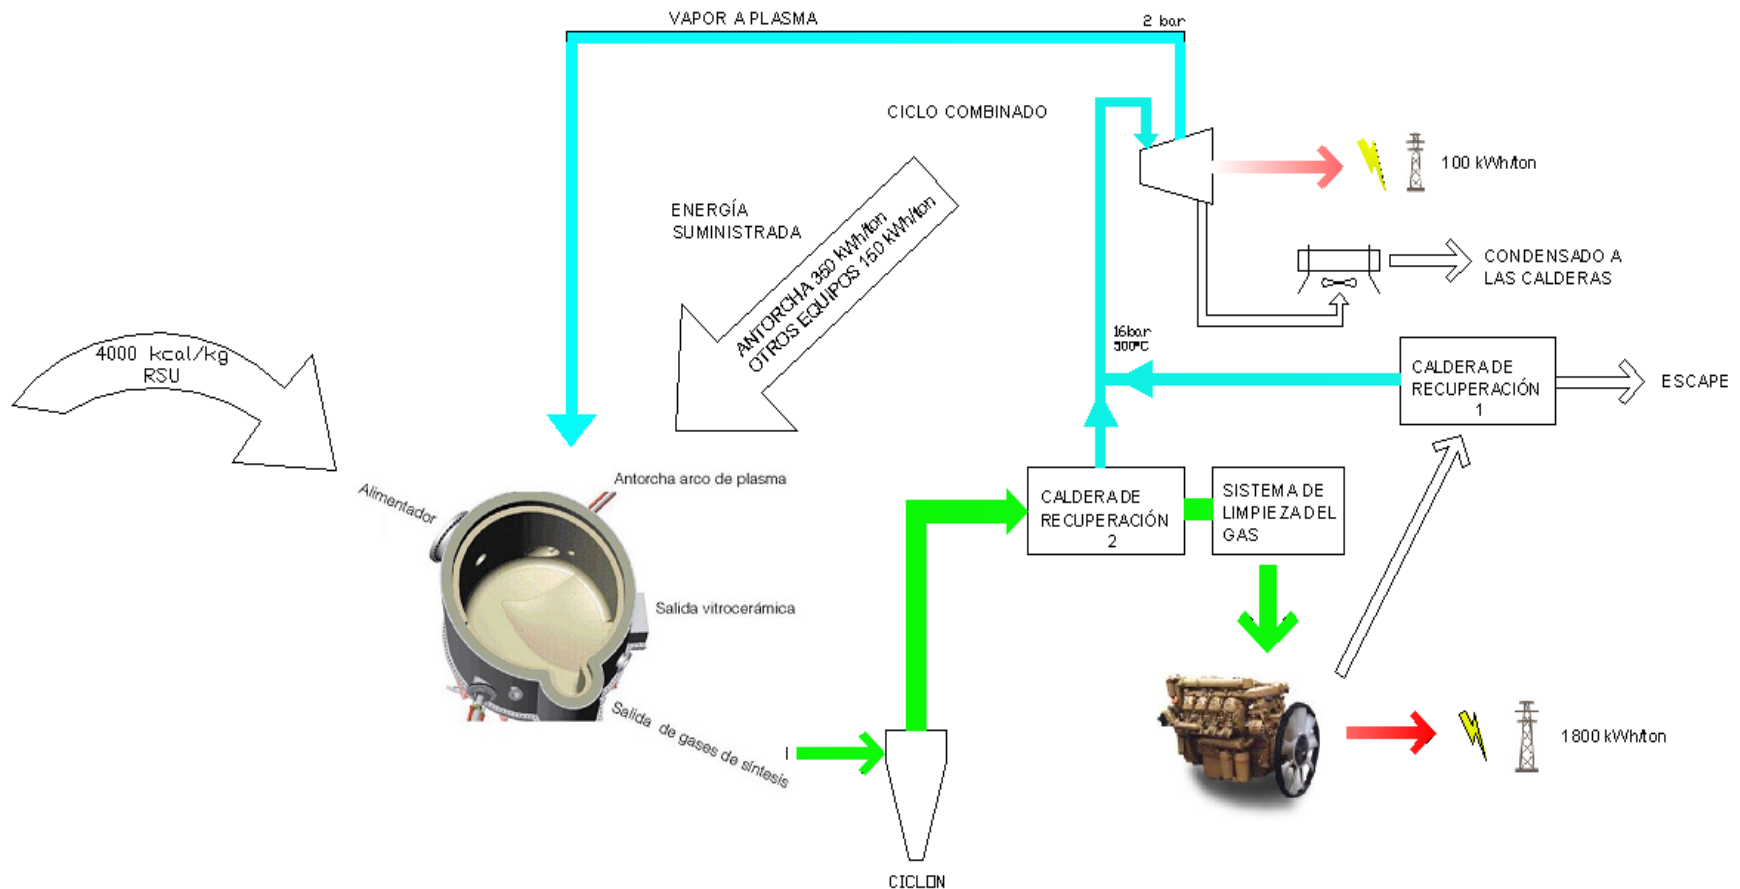 VAPOR A PLASMA
2 bar
CICLO COMBINADO
100 kWh/ton
ENERGÍA
SUMINISTRADA
ANTORCHA 350 kWh/ton
OTROS EQUIPOS 150 kWh/ton
CONDENSADO A
LAS CALDERAS
16bar
300ºC
4000 kcal/kg
RSU
CALDERA DE
RECUPERACIÓN
1
ESCAPE
Alimentador
Antorcha arco de plasma
CALDERA DE
RECUPERACIÓN
2
SISTEMA DE
LIMPIEZA DEL
GAS
Salida vitrocerámica
Salida de gases de síntesis
1800 kWh/ton
CICLON